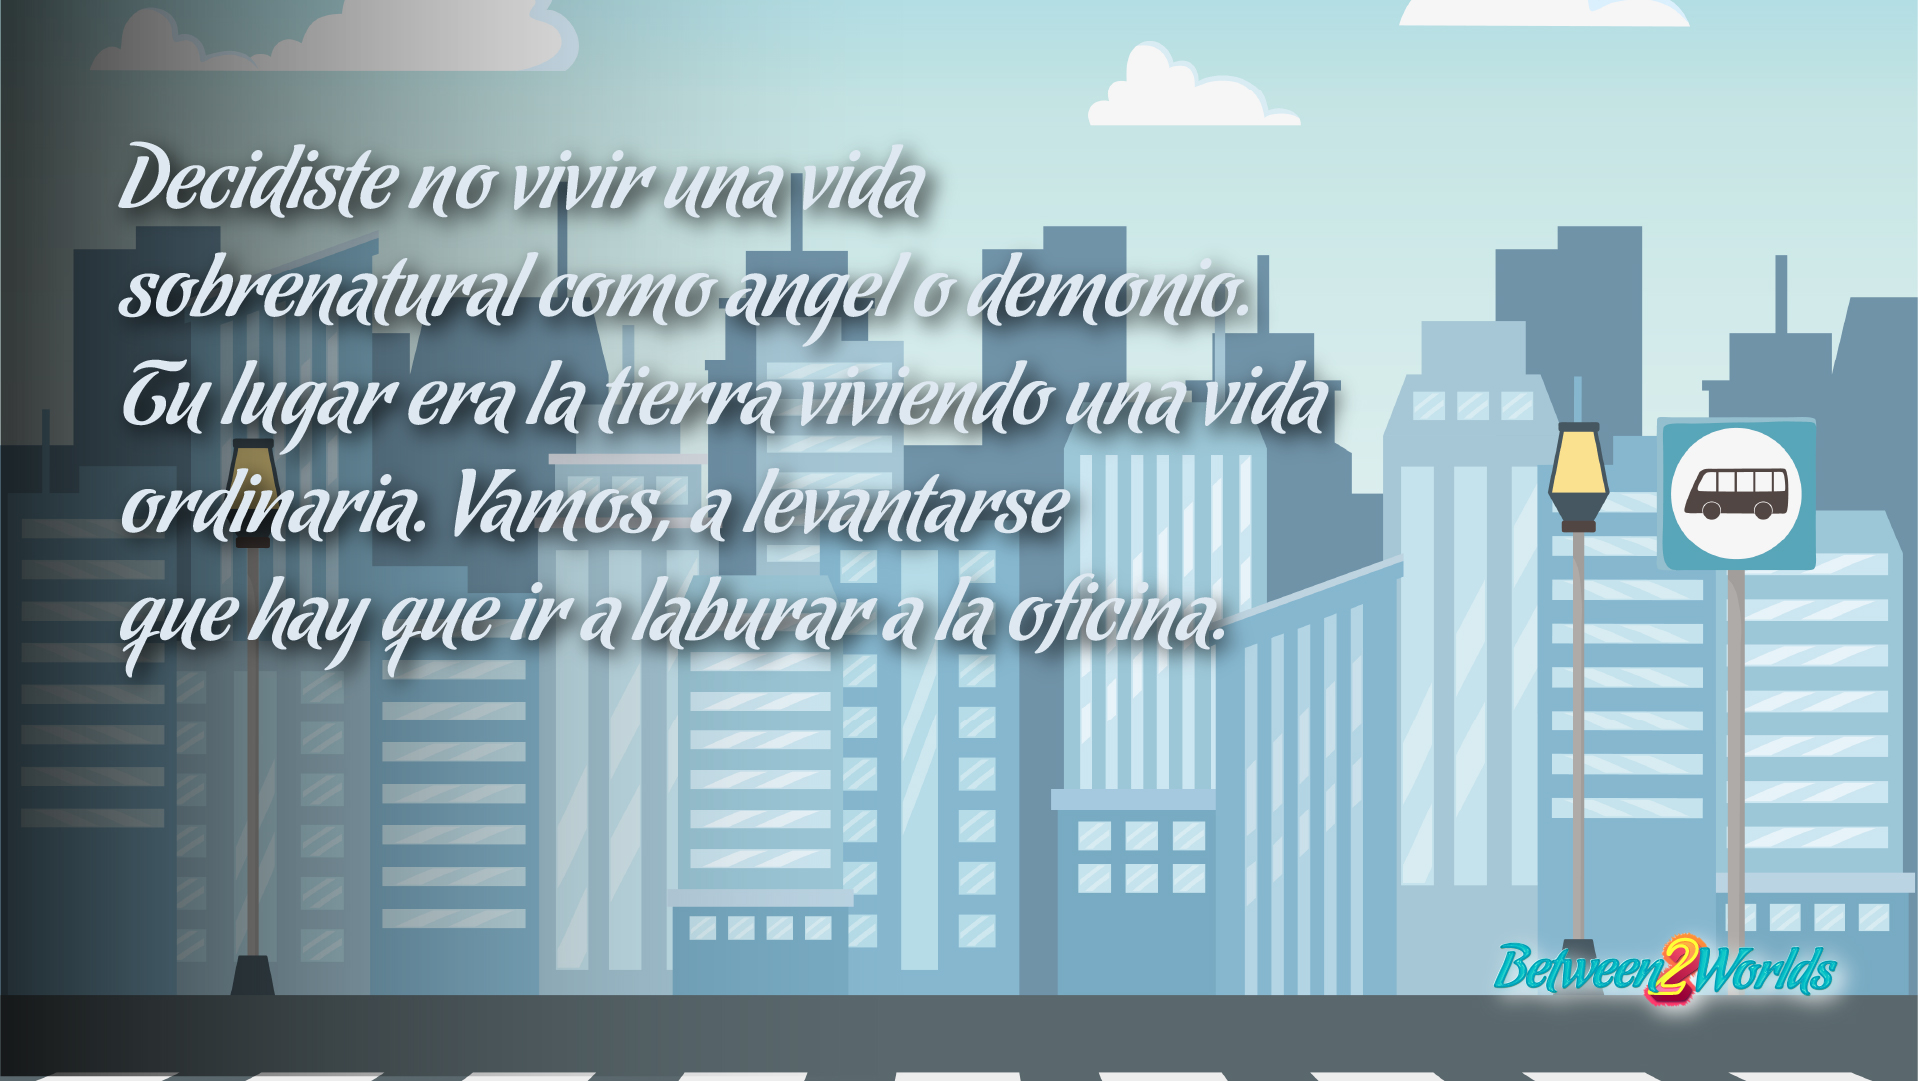 Decidiste no vivir una vida
sobrenatural como angel o demonio.
Tu lugar era la tierra viviendo una vida
ordinaria. Vamos, a levantarse
que hay que ir a laburar a la oficina.
Between2Worlds